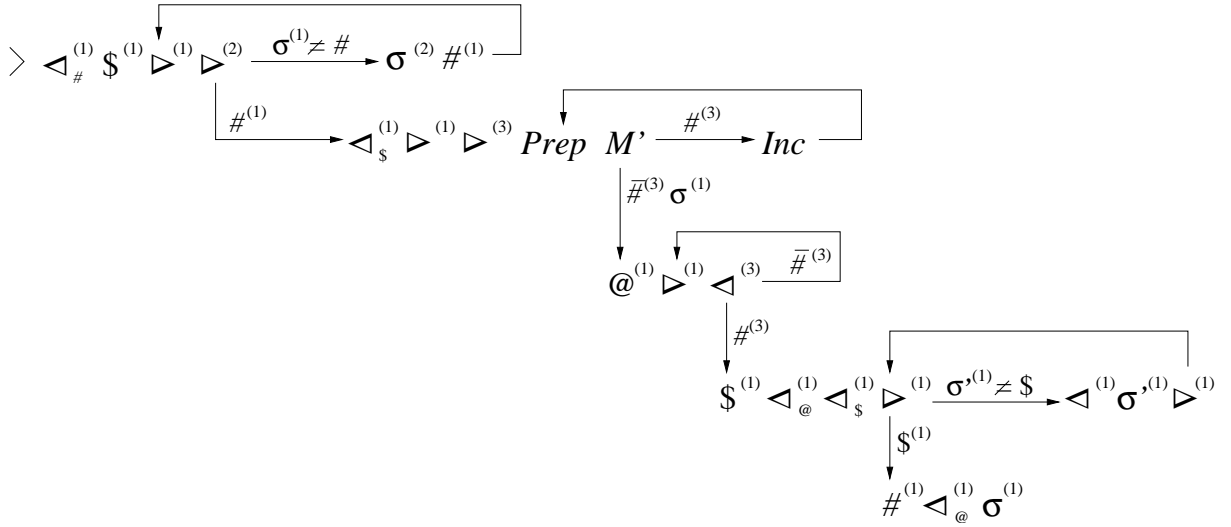 > ◁_#^(1) $^(1) ▷^(1) ▷^(2) σ^(1) ≠ # σ^(2) #^(1)
#^(1)
◁_$^(1) ▷^(1) ▷^(3) Prep M’ #^(3) Inc
#̅^(3) σ^(1)
@^(1) ▷^(1) ◁^(3) #̅^(3)
#^(3)
$^(1) ◁_@^(1) ◁_$^(1) ▷^(1) σ’^(1) ≠ $ ◁^(1) σ’^(1) ▷^(1)
$^(1)
#^(1) ◁_@^(1) σ^(1)